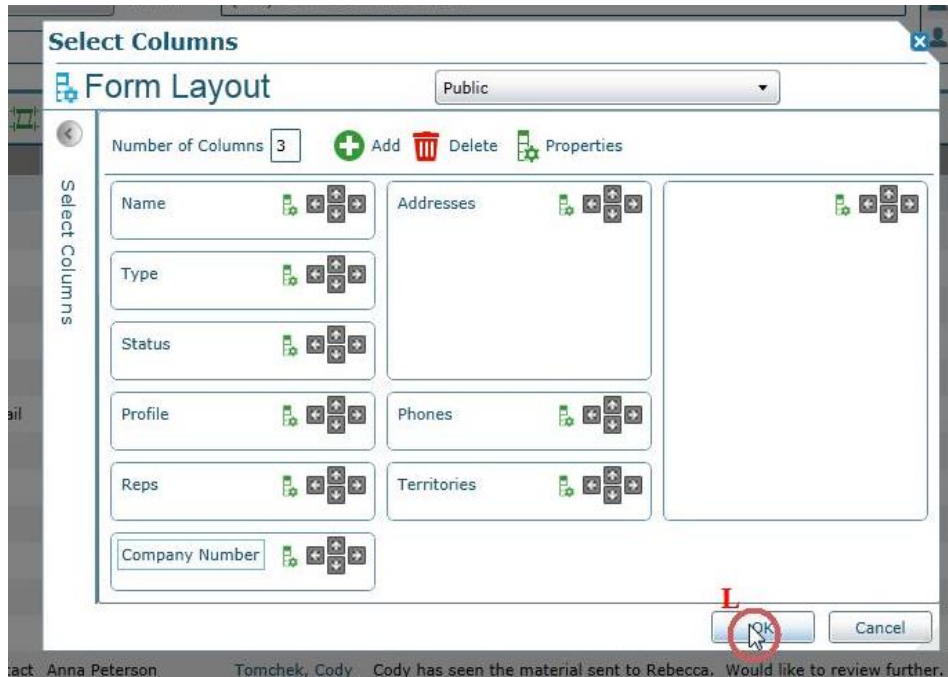 Select Columns
Form Layout
Public
Number of Columns 3 Add Delete Properties
Select Columns
Name
Addresses
Type
Status
ail
Profile
Phones
Reps
Territories
Company Number
L
OK
Cancel
tact Anna Peterson Tomchek, Cody Cody has seen the material sent to Rebecca. Would like to review further.